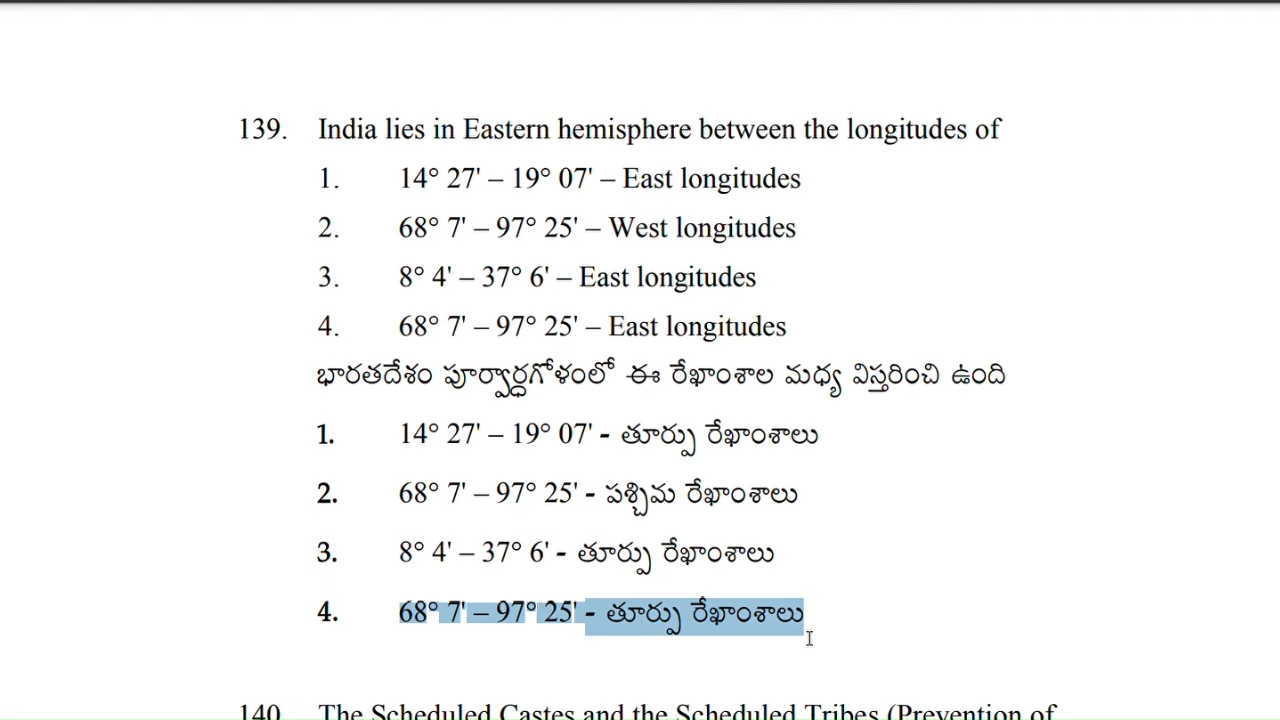 139. India lies in Eastern hemisphere between the longitudes of
1. 14° 27' – 19° 07' – East longitudes
2. 68° 7' – 97° 25' – West longitudes
3. 8° 4' – 37° 6' – East longitudes
4. 68° 7' – 97° 25' – East longitudes
భారతదేశం పూర్వార్ధగోళంలో ఈ రేఖాంశాల మధ్య విస్తరించి ఉంది
1. 14° 27' – 19° 07' - తూర్పు రేఖాంశాలు
2. 68° 7' – 97° 25' - పశ్చిమ రేఖాంశాలు
3. 8° 4' – 37° 6' - తూర్పు రేఖాంశాలు
4. 68° 7' – 97° 25' - తూర్పు రేఖాంశాలు
140 The Scheduled Castes and the Scheduled Tribes (Prevention of